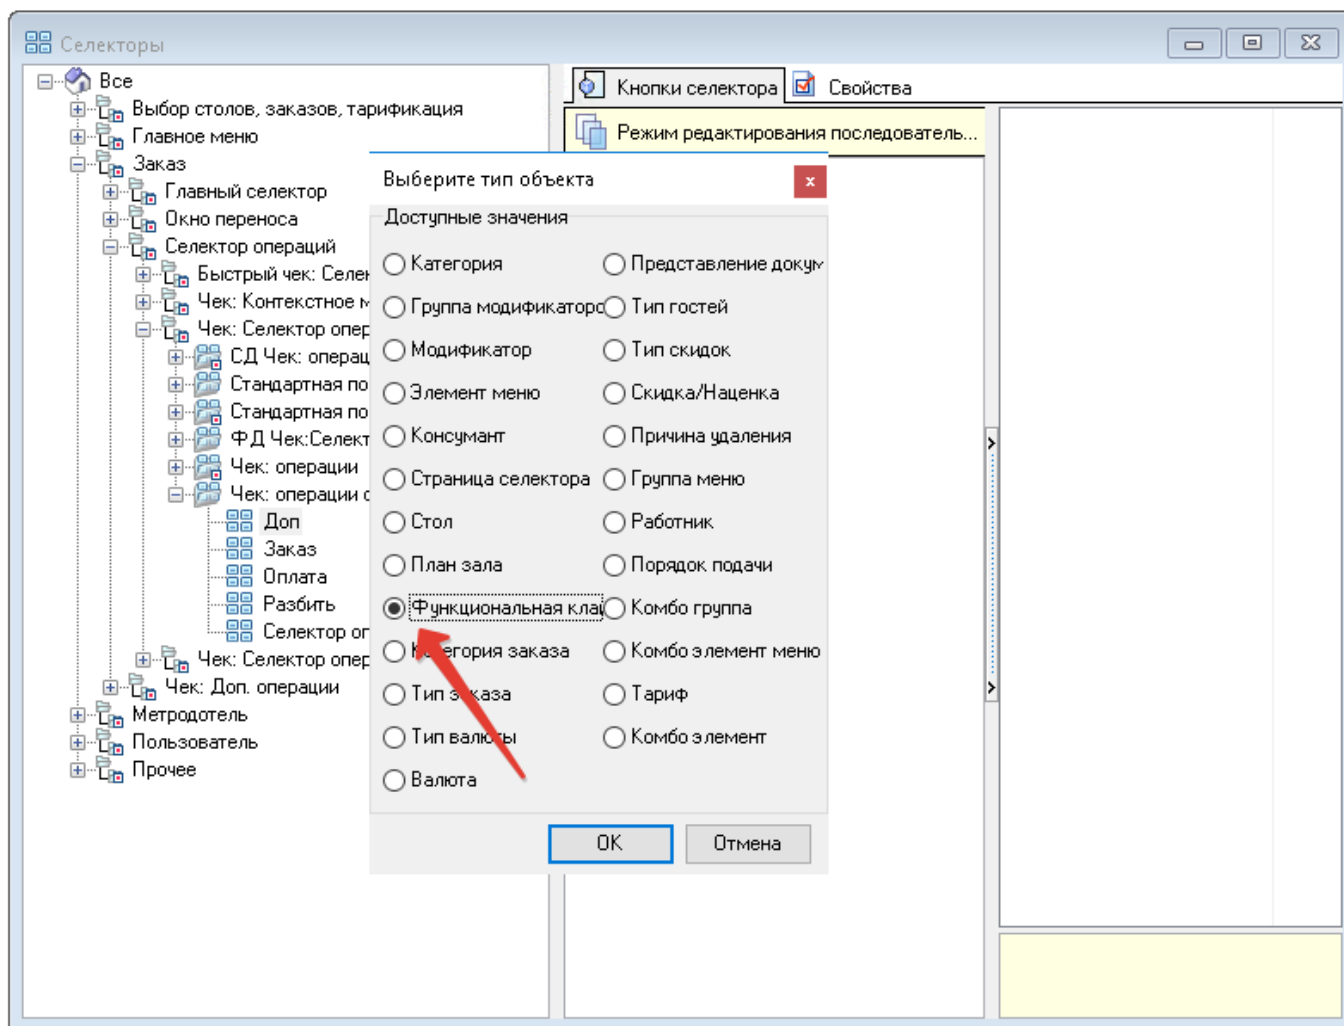 Селекторы
Все
Выбор столов, заказов, тарификация
Главное меню
Заказ
Главный селектор
Окно переноса
Селектор операций
Быстрый чек: Селек
Чек: Контекстное м
Чек: Селектор опер
СД Чек: операц
Стандартная по
Стандартная по
ФД Чек:Селект
Чек: операции
Чек: операции с
Доп
Заказ
Оплата
Разбить
Селектор оп
Чек: Селектор опер
Чек: Доп. операции
Метродотель
Пользователь
Прочее
Кнопки селектора
Свойства
Режим редактирования последователь...
Выберите тип объекта
x
Доступные значения
Категория
Группа модификаторо
Модификатор
Элемент меню
Консумант
Страница селектора
Стол
План зала
Функциональная кла
Категория заказа
Тип заказа
Тип валюты
Валюта
Представление докум
Тип гостей
Тип скидок
Скидка/Наценка
Причина удаления
Группа меню
Работник
Порядок подачи
Комбо группа
Комбо элемент меню
Тариф
Комбо элемент
OK
Отмена